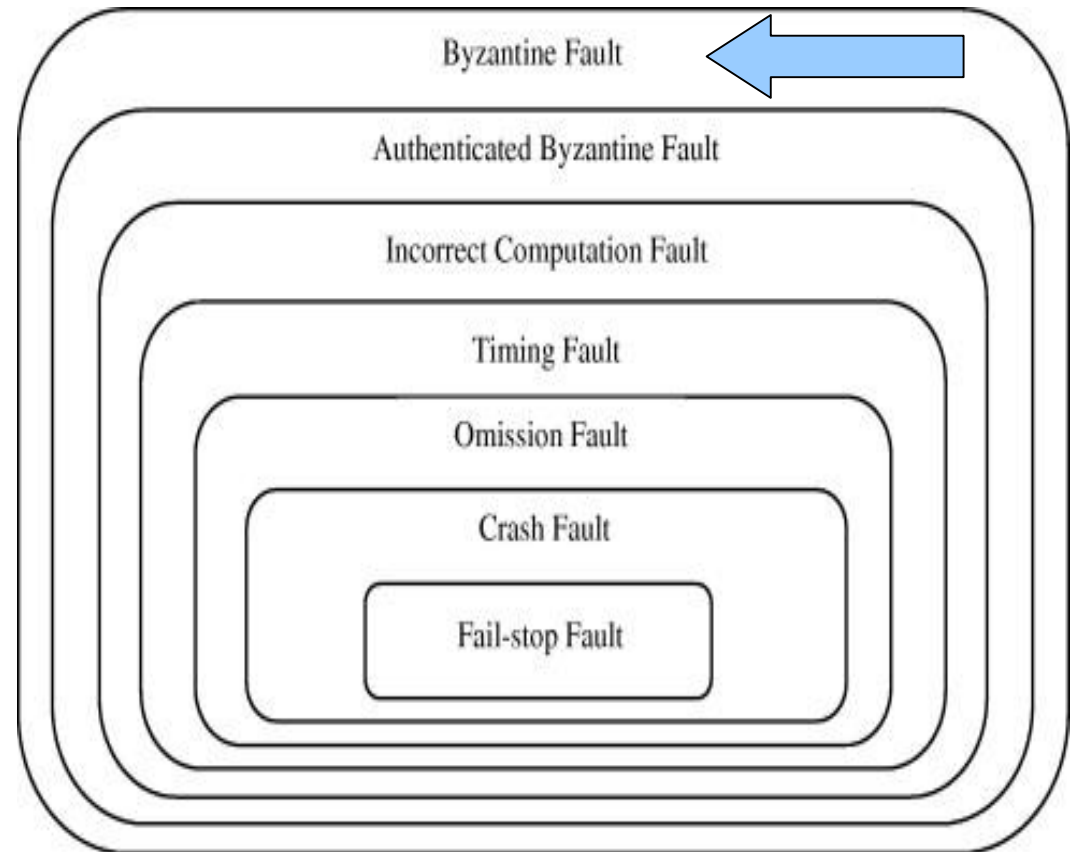 Byzantine Fault
Authenticated Byzantine Fault
Incorrect Computation Fault
Timing Fault
Omission Fault
Crash Fault
Fail-stop Fault